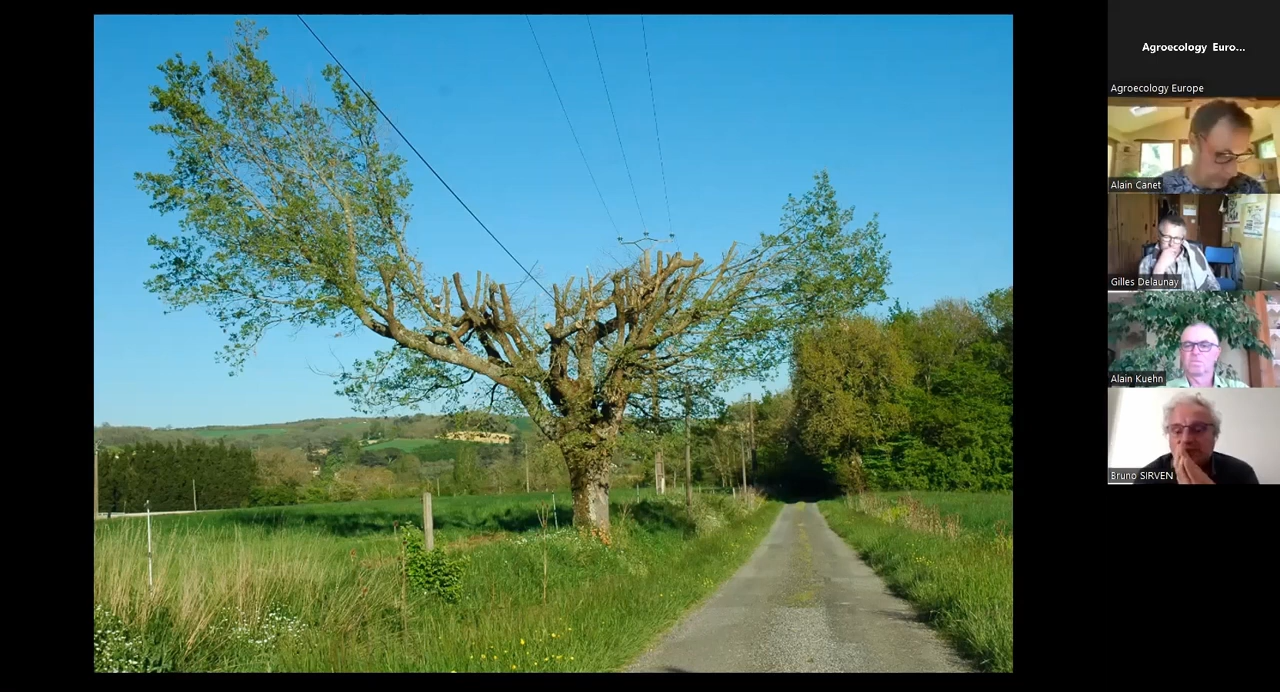 Agroecology Euro...
Agroecology Europe
Alain Canet
Gilles Delaunay
Alain Kuehn
Bruno SIRVEN